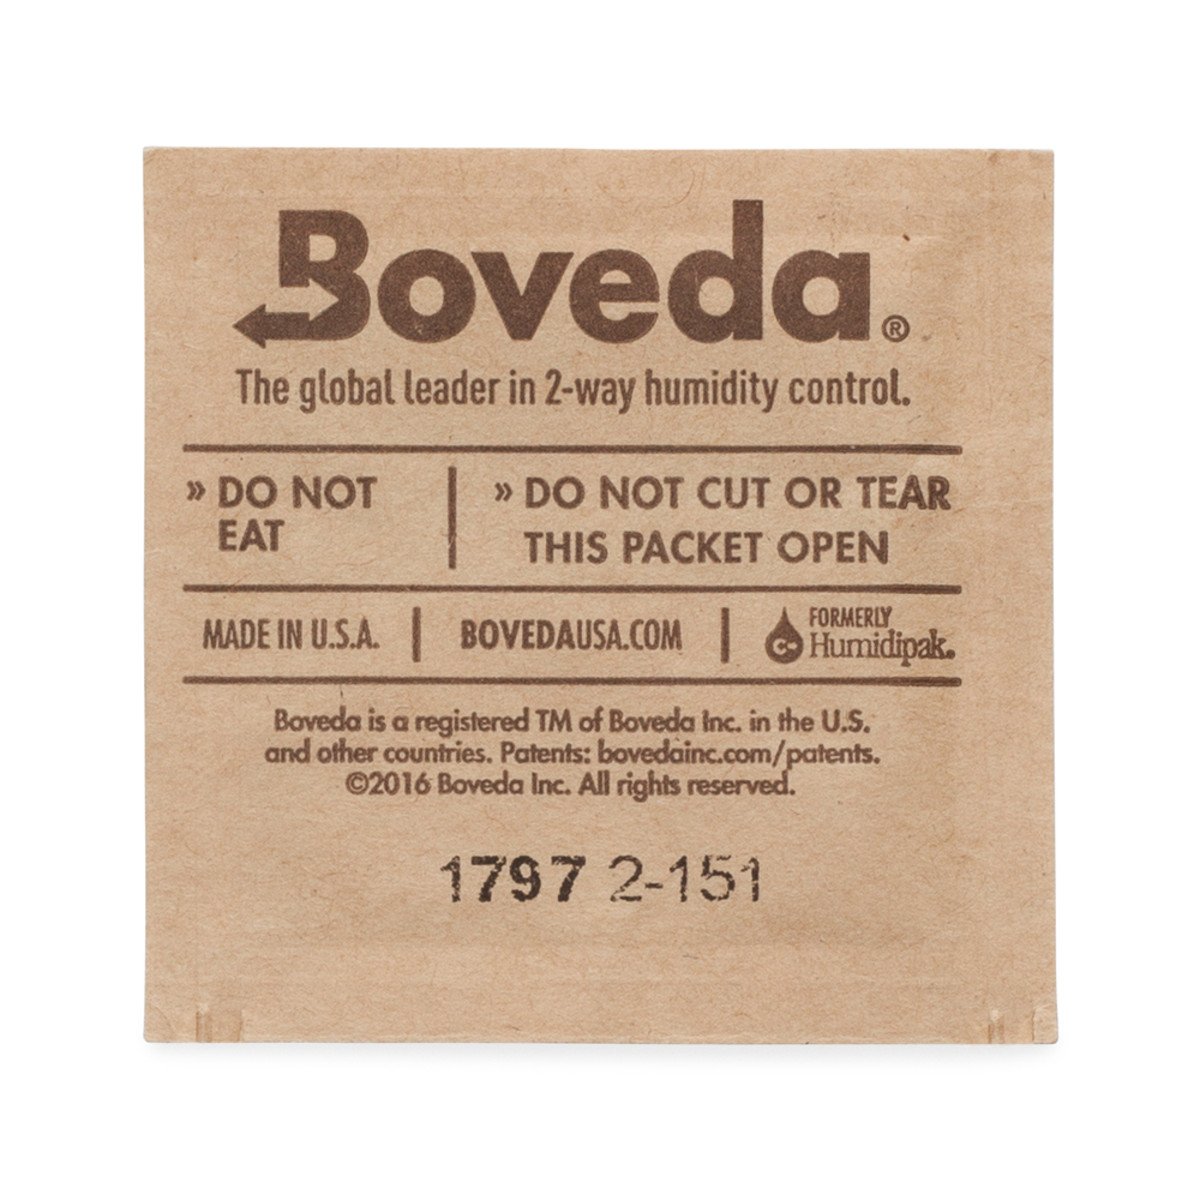 Boveda®
The global leader in 2-way humidity control.
» DO NOT
EAT
» DO NOT CUT OR TEAR
THIS PACKET OPEN
MADE IN U.S.A.
BOVEDAUSA.COM
FORMERLY
Humidipak.
Boveda is a registered TM of Boveda Inc. in the U.S.
and other countries. Patents: bovedainc.com/patents.
©2016 Boveda Inc. All rights reserved.
1797 2-151